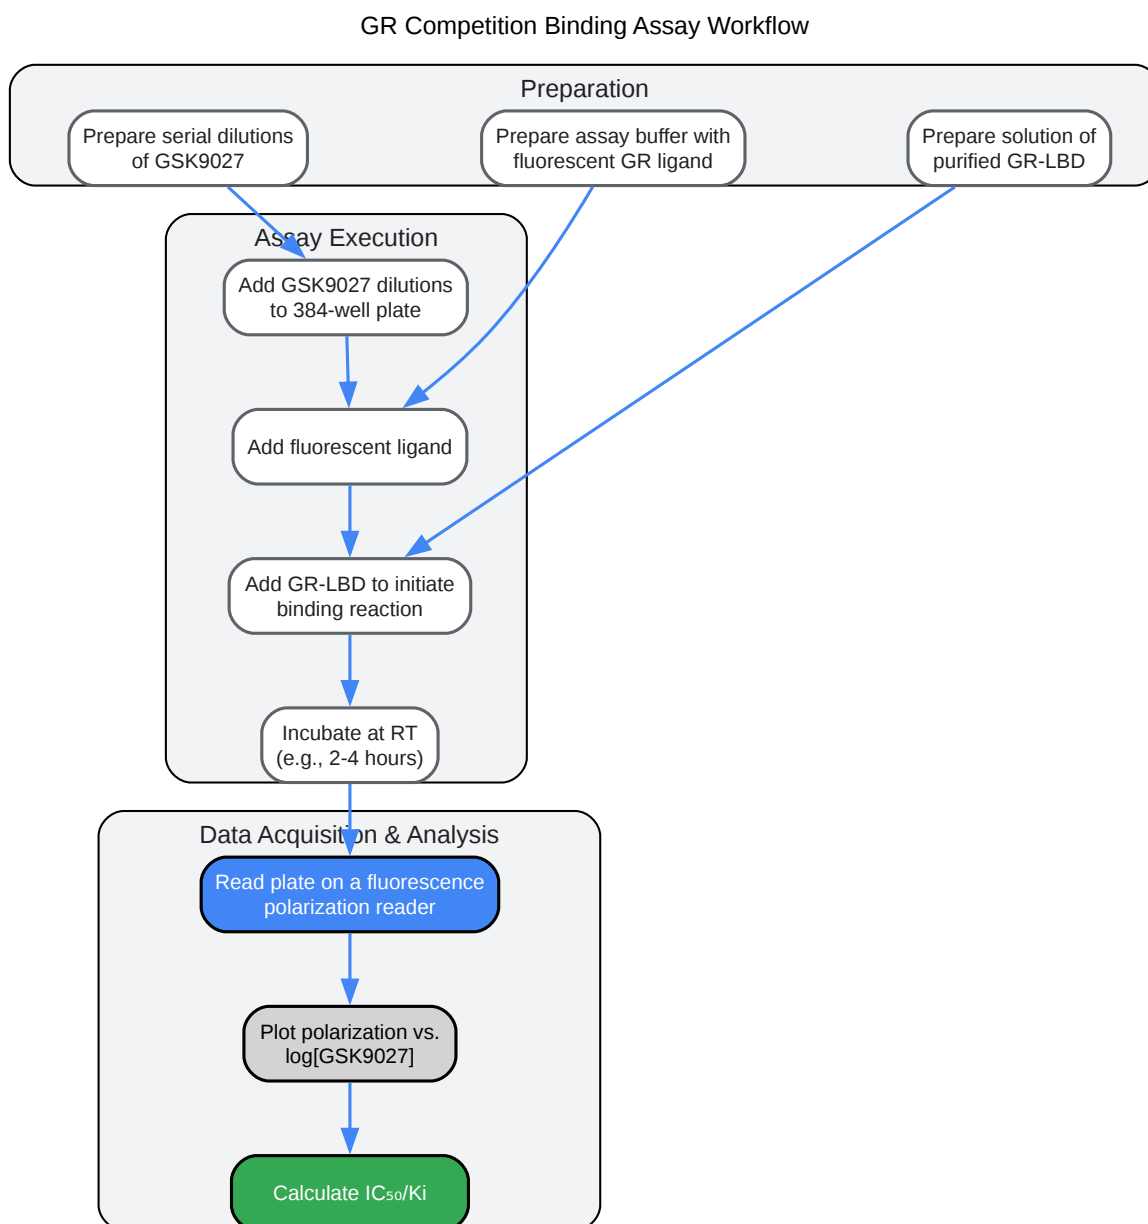 GR Competition Binding Assay Workflow
Preparation
Prepare serial dilutions
of GSK9027
Prepare assay buffer with
fluorescent GR ligand
Prepare solution of
purified GR-LBD
Assay Execution
Add GSK9027 dilutions
to 384-well plate
Add fluorescent ligand
Add GR-LBD to initiate
binding reaction
Incubate at RT
(e.g., 2-4 hours)
Data Acquisition & Analysis
Read plate on a fluorescence
polarization reader
Plot polarization vs.
log[GSK9027]
Calculate IC₅₀/Ki